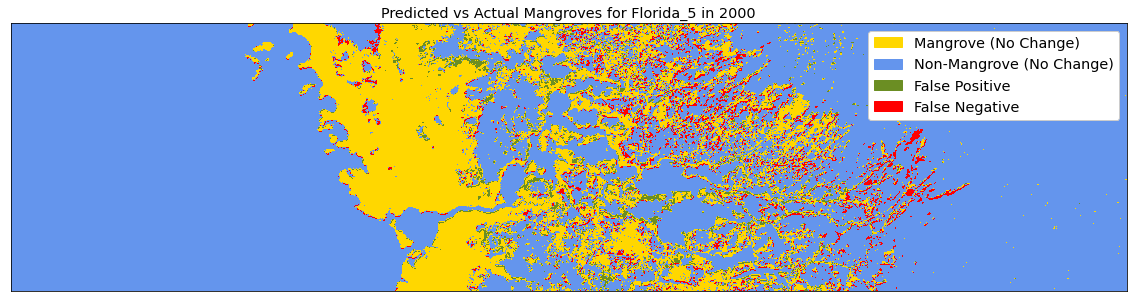 Predicted vs Actual Mangroves for Florida_5 in 2000
Mangrove (No Change)
Non-Mangrove (No Change)
False Positive
False Negative